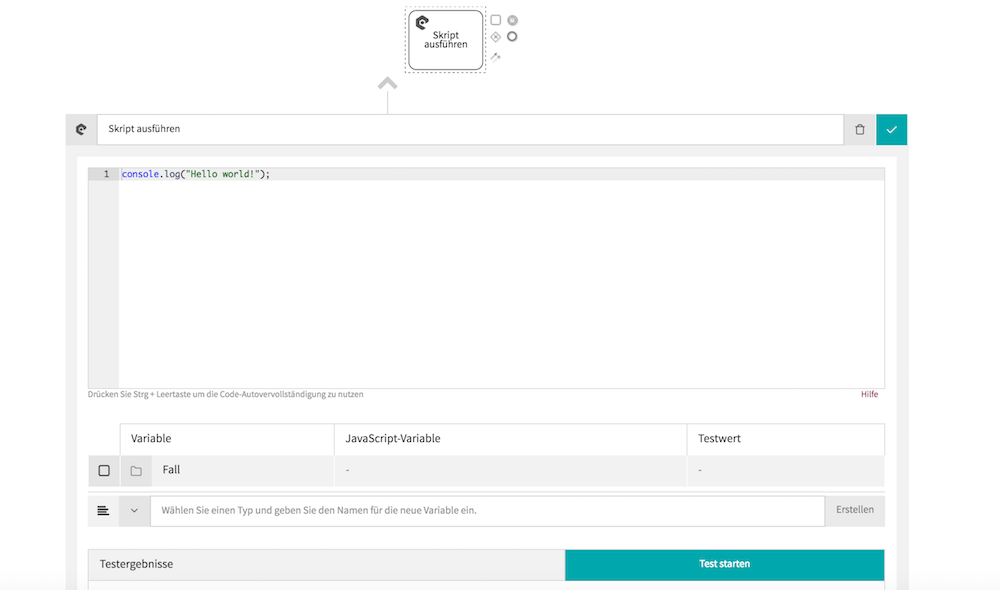 Skript
ausführen
Skript ausführen
1 console.log("Hello world!");
Drücken Sie Strg + Leertaste um die Code-Autovervollständigung zu nutzen Hilfe
Variable JavaScript-Variable Testwert
Fall - -
Wählen Sie einen Typ und geben Sie den Namen für die neue Variable ein. Erstellen
Testergebnisse Test starten